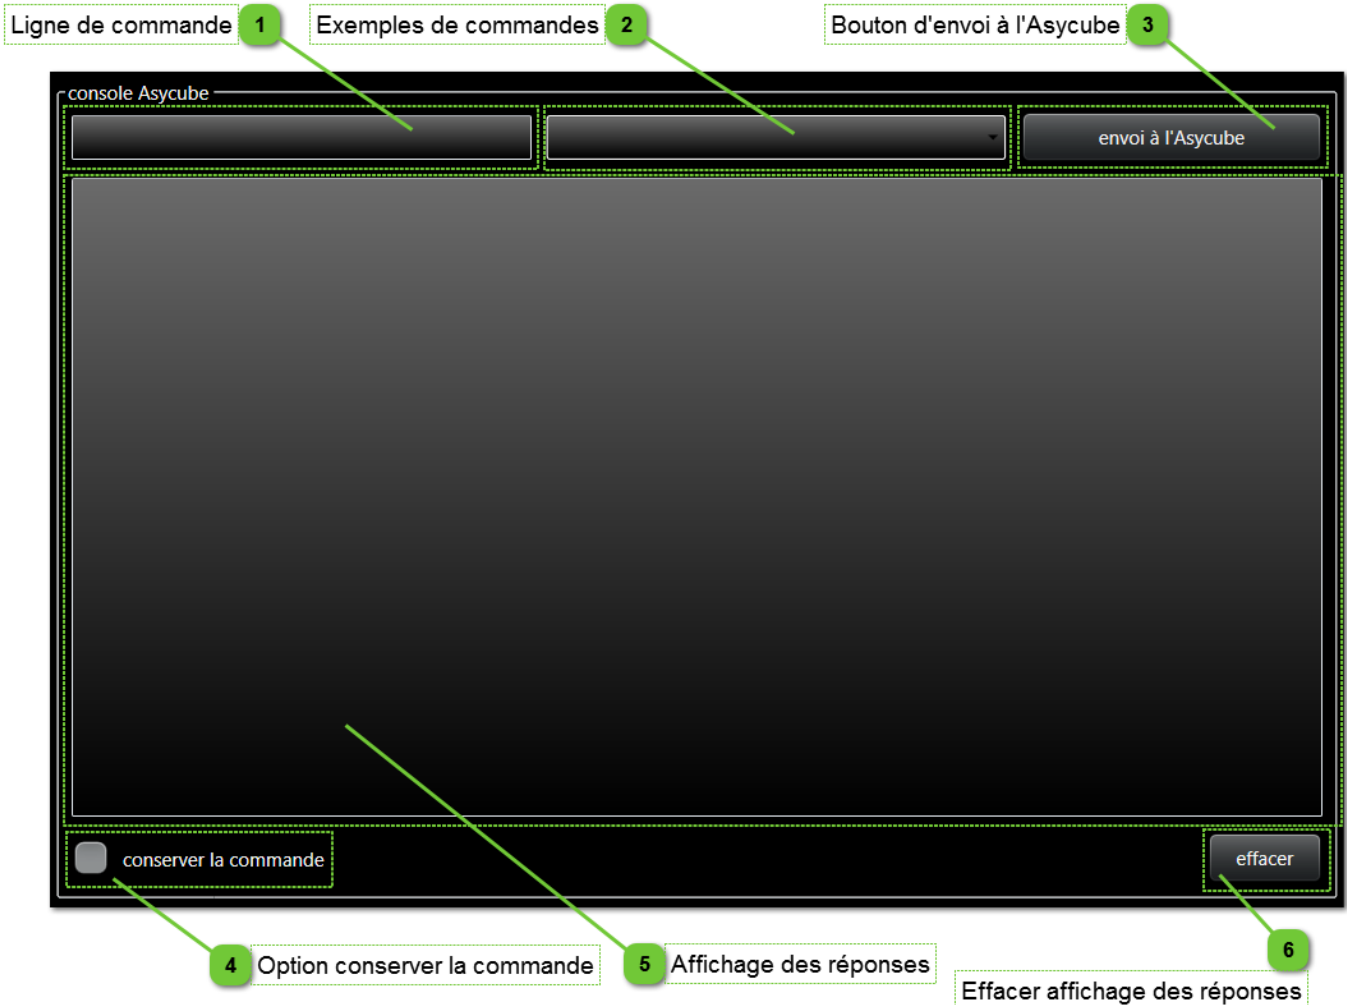 Ligne de commande 1
Exemples de commandes 2
Bouton d'envoi à l'Asycube 3
console Asycube
envoi à l'Asycube
conserver la commande
effacer
4 Option conserver la commande
5 Affichage des réponses
6
Effacer affichage des réponses